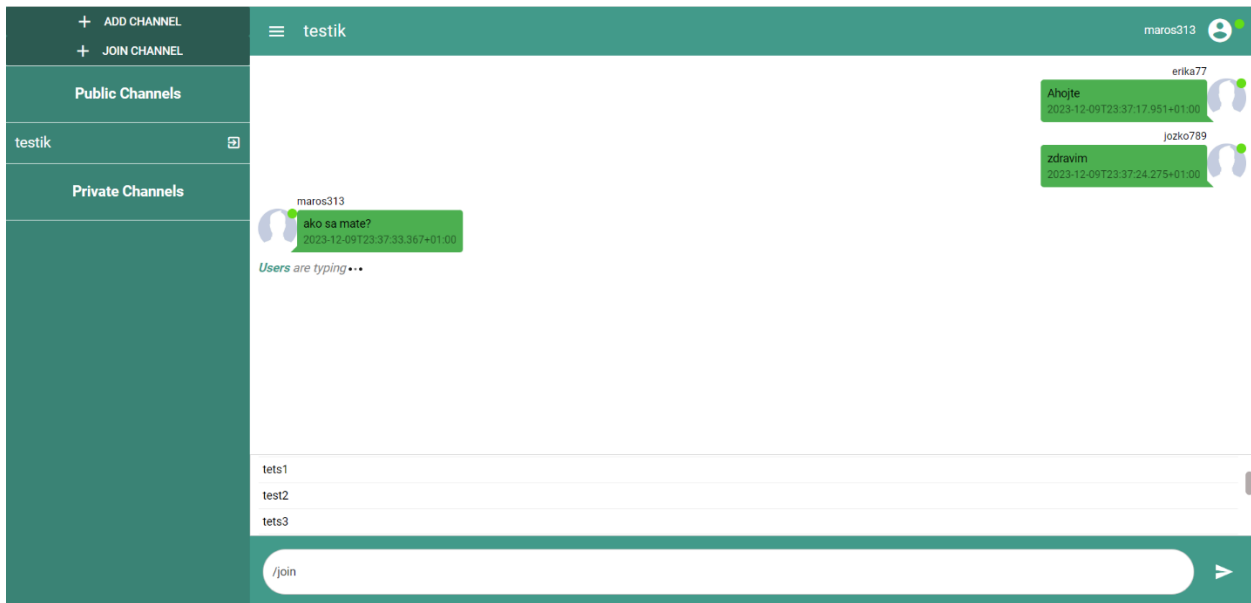 + ADD CHANNEL
+ JOIN CHANNEL
Public Channels
testik
Private Channels
testik
maros313
erika77
Ahojte
2023-12-09T23:37:17.951+01:00
jozko789
zdravim
2023-12-09T23:37:24.275+01:00
maros313
ako sa mate?
2023-12-09T23:37:33.367+01:00
Users are typing
tets1
test2
tets3
/join